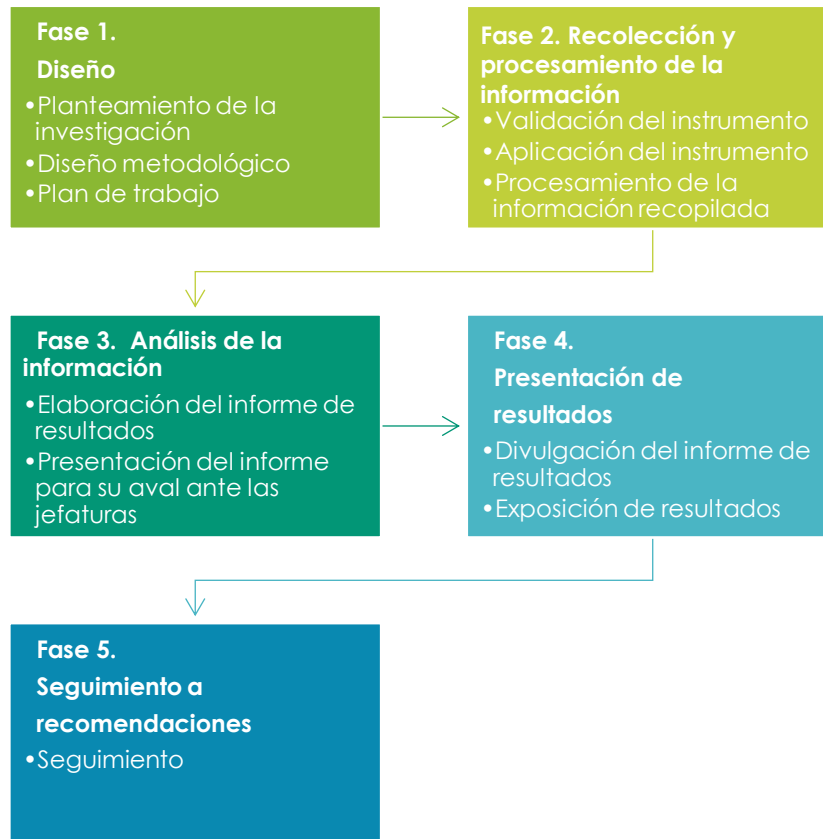 Fase 1.
Diseño
•Planteamiento de la
investigación
•Diseño metodológico
•Plan de trabajo
Fase 2. Recolección y
procesamiento de la
información
•Validación del instrumento
•Aplicación del instrumento
•Procesamiento de la
información recopilada
Fase 3. Análisis de la
información
•Elaboración del informe de
resultados
•Presentación del informe
para su aval ante las
jefaturas
Fase 4.
Presentación de
resultados
•Divulgación del informe de
resultados
•Exposición de resultados
Fase 5.
Seguimiento a
recomendaciones
•Seguimiento